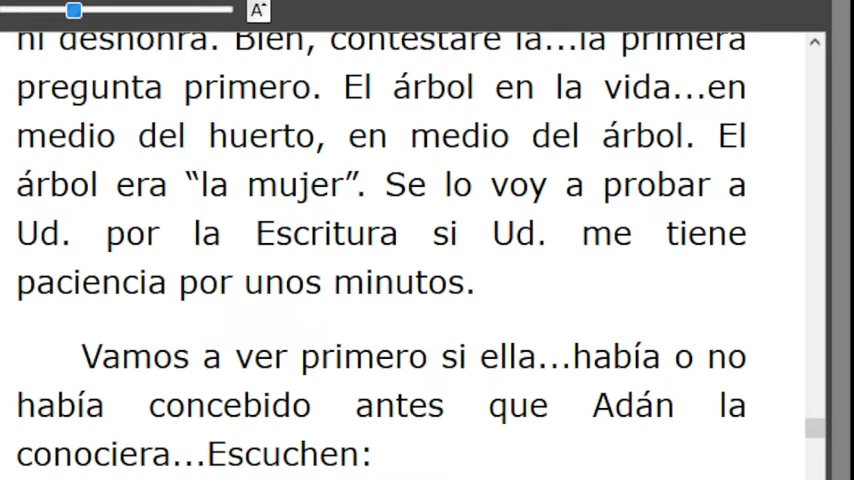 A
ni deshonra. Bien, contestaré la...la primera
pregunta primero. El árbol en la vida...en
medio del huerto, en medio del árbol. El
árbol era “la mujer”. Se lo voy a probar a
Ud. por la Escritura si Ud. me tiene
paciencia por unos minutos.
Vamos a ver primero si ella...había o no
había concebido antes que Adán la
conociera...Escuchen: